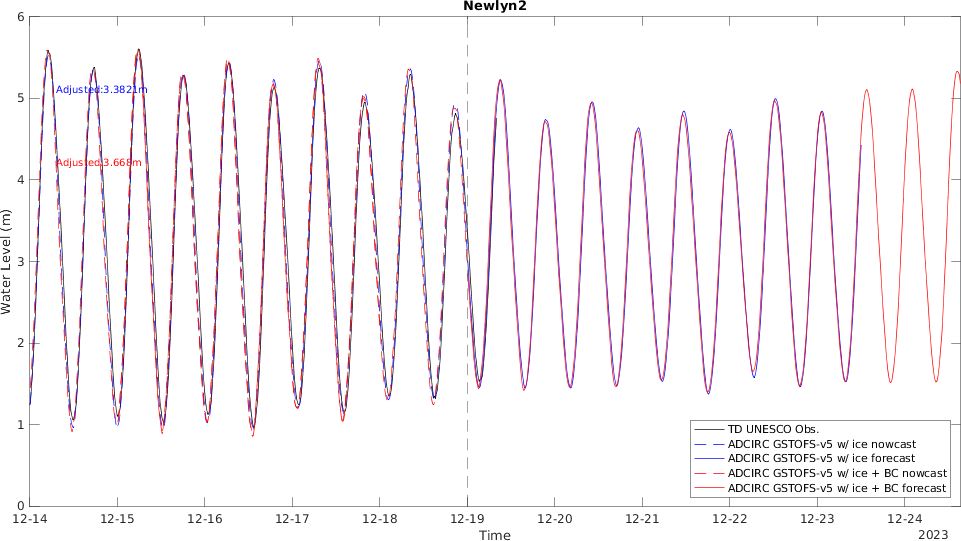 Newlyn2
6
5
4
3
2
1
0
Water Level (m)
Adjusted:3.3821m
Adjusted:3.668m
TD UNESCO Obs.
ADCIRC GSTOFS-v5 w/ ice nowcast
ADCIRC GSTOFS-v5 w/ ice forecast
ADCIRC GSTOFS-v5 w/ ice + BC nowcast
ADCIRC GSTOFS-v5 w/ ice + BC forecast
12-14 12-15 12-16 12-17 12-18 12-19 12-20 12-21 12-22 12-23 12-24
Time
2023